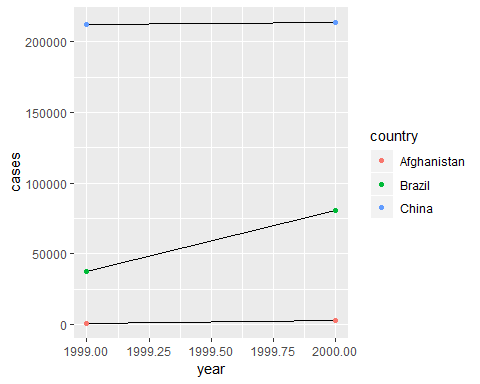 200000
150000
100000
50000
0
cases
1999.00 1999.25 1999.50 1999.75 2000.00
year
country
Afghanistan
Brazil
China